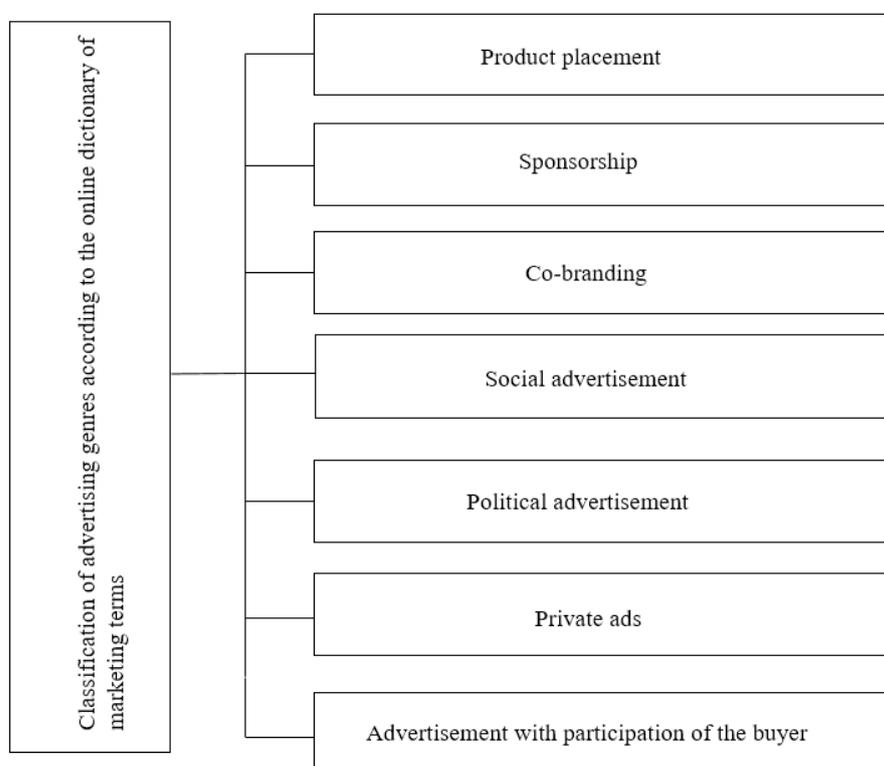 Classification of advertising genres according to the online dictionary of
marketing terms
Product placement
Sponsorship
Co-branding
Social advertisement
Political advertisement
Private ads
Advertisement with participation of the buyer